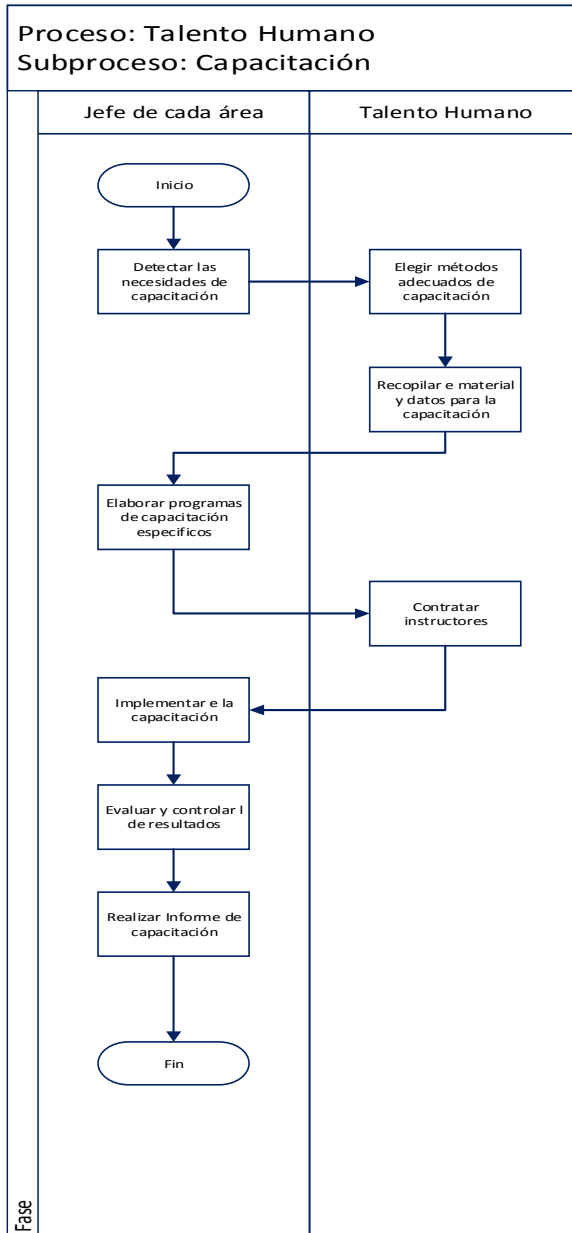 Proceso: Talento Humano
Subproceso: Capacitación
Jefe de cada área
Talento Humano
Inicio
Detectar las
necesidades de
capacitación
Elegir métodos
adecuados de
capacitación
Recopilar e material
y datos para la
capacitación
Elaborar programas
de capacitación
especificos
Contratar
instructores
Implementar e la
capacitación
Evaluar y controlar l
de resultados
Realizar Informe de
capacitación
Fin
Fase